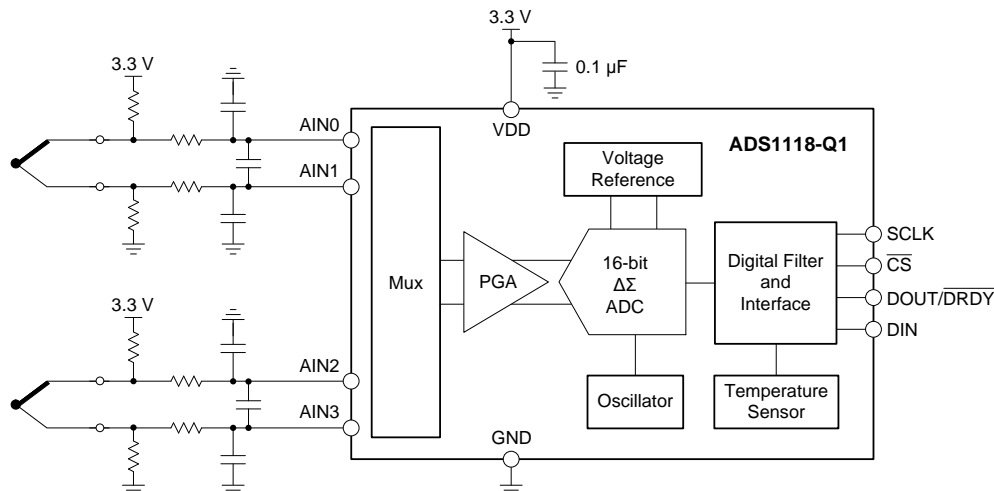 3.3 V
0.1 µF
3.3 V
AIN0
VDD
ADS1118-Q1
Voltage
Reference
AIN1
SCLK
Mux
PGA
16-bit
ΔΣ
ADC
Digital Filter
and
Interface
CS
DOUT/DRDY
DIN
3.3 V
AIN2
Oscillator
Temperature
Sensor
AIN3
GND